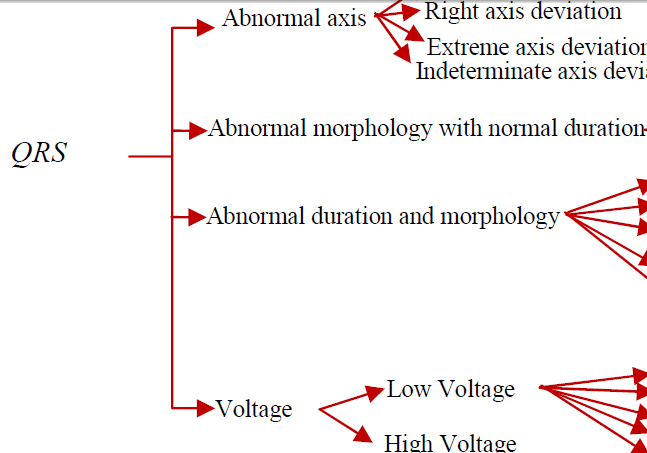 Abnormal axis
Right axis deviation
Extreme axis deviation
Indeterminate axis devia
Abnormal morphology with normal duration
QRS
Abnormal duration and morphology
Low Voltage
Voltage
High Voltage